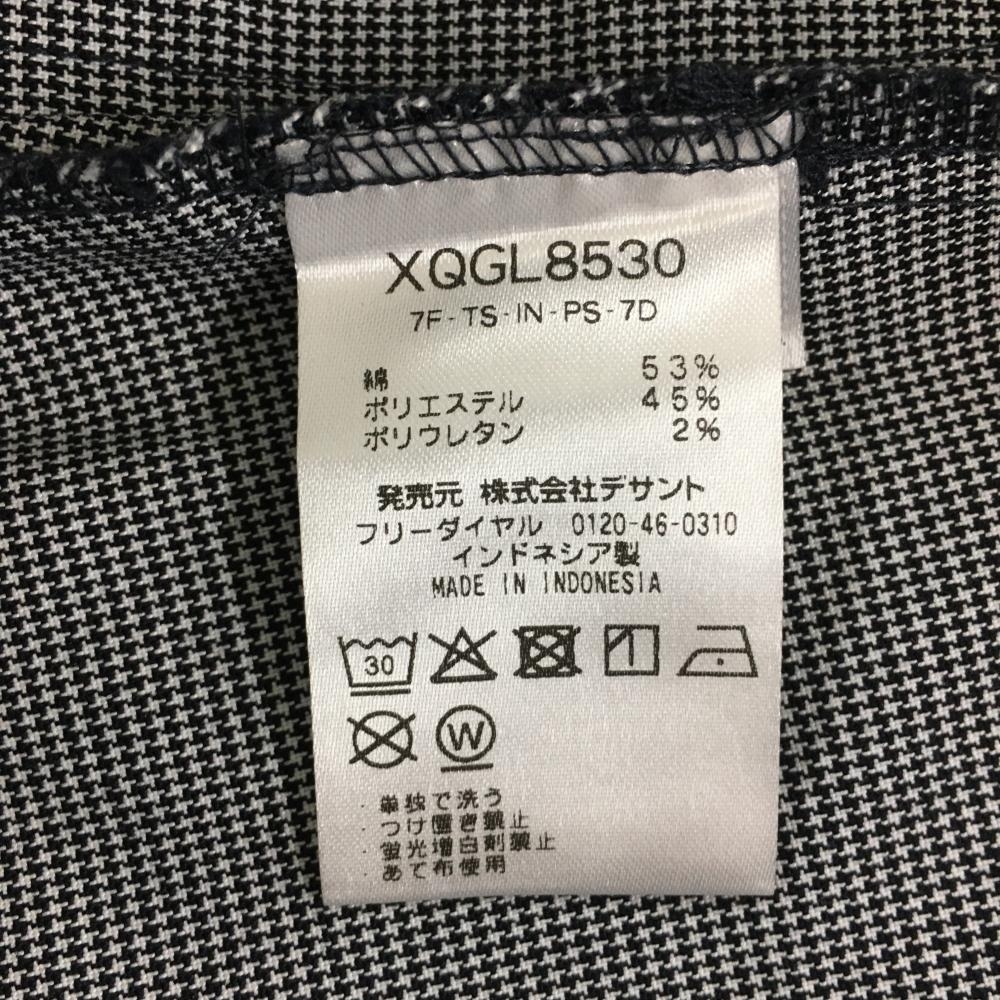 XQGL8530
7F-TS-IN-PS-7D
綿 53%
ポリエステル 45%
ポリウレタン 2%
発売元 株式会社デサント
フリーダイヤル 0120-46-0310
インドネシア製
MADE IN INDONESIA
30
W
・単独で洗う
・つけ置き禁止
・蛍光増白剤禁止
・あて布使用